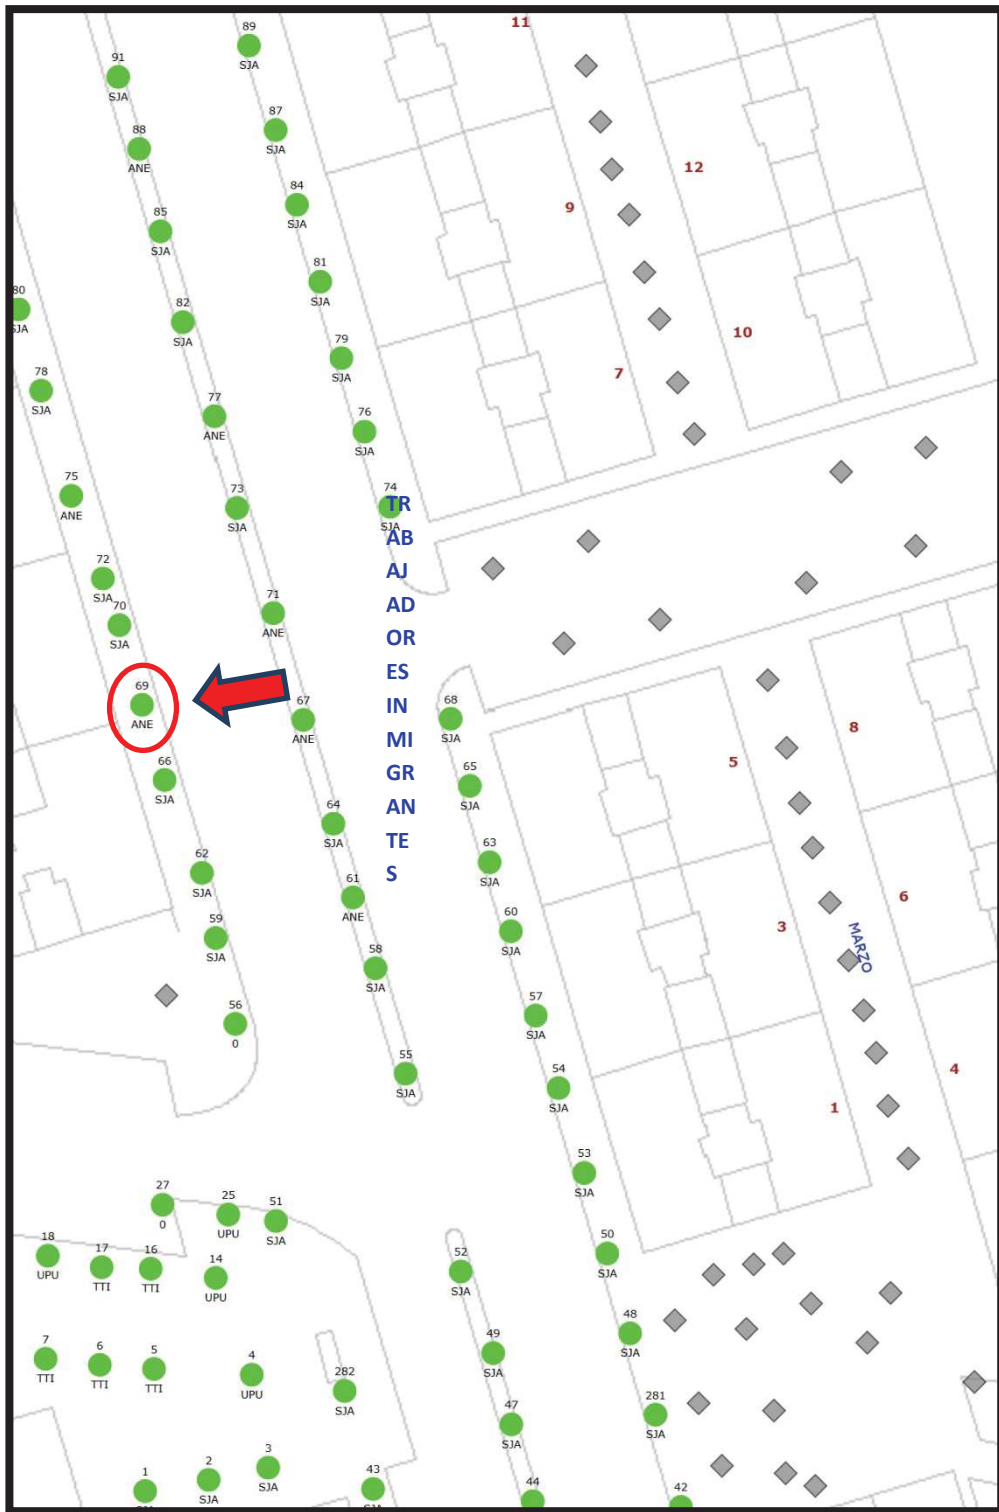 89
SJA
11
91
SJA
87
SJA
88
ANE
12
84
SJA
9
85
SJA
81
SJA
80
SJA
82
SJA
10
79
SJA
7
78
SJA
77
ANE
76
SJA
75
ANE
73
SJA
74
SJA
TR
AB
AJ
AD
OR
ES
IN
MI
GR
AN
TE
S
72
SJA
70
SJA
71
ANE
69
ANE
67
ANE
68
SJA
8
5
66
SJA
65
SJA
64
SJA
63
SJA
62
SJA
61
ANE
6
60
SJA
3
59
SJA
MARZO
58
SJA
57
SJA
56
0
55
SJA
54
SJA
4
1
53
SJA
27
0
25
UPU
51
SJA
18
UPU
17
TTI
16
TTI
14
UPU
52
SJA
50
SJA
7
TTI
6
TTI
5
TTI
4
UPU
282
SJA
49
SJA
48
SJA
47
SJA
281
SJA
1
2
SJA
3
SJA
43
SJA
44
42